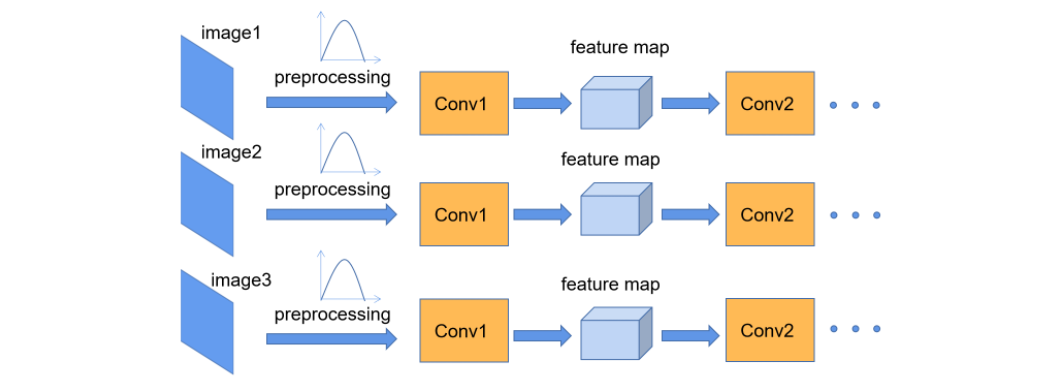 image1
preprocessing
Conv1
feature map
Conv2
image2
preprocessing
Conv1
feature map
Conv2
image3
preprocessing
Conv1
feature map
Conv2